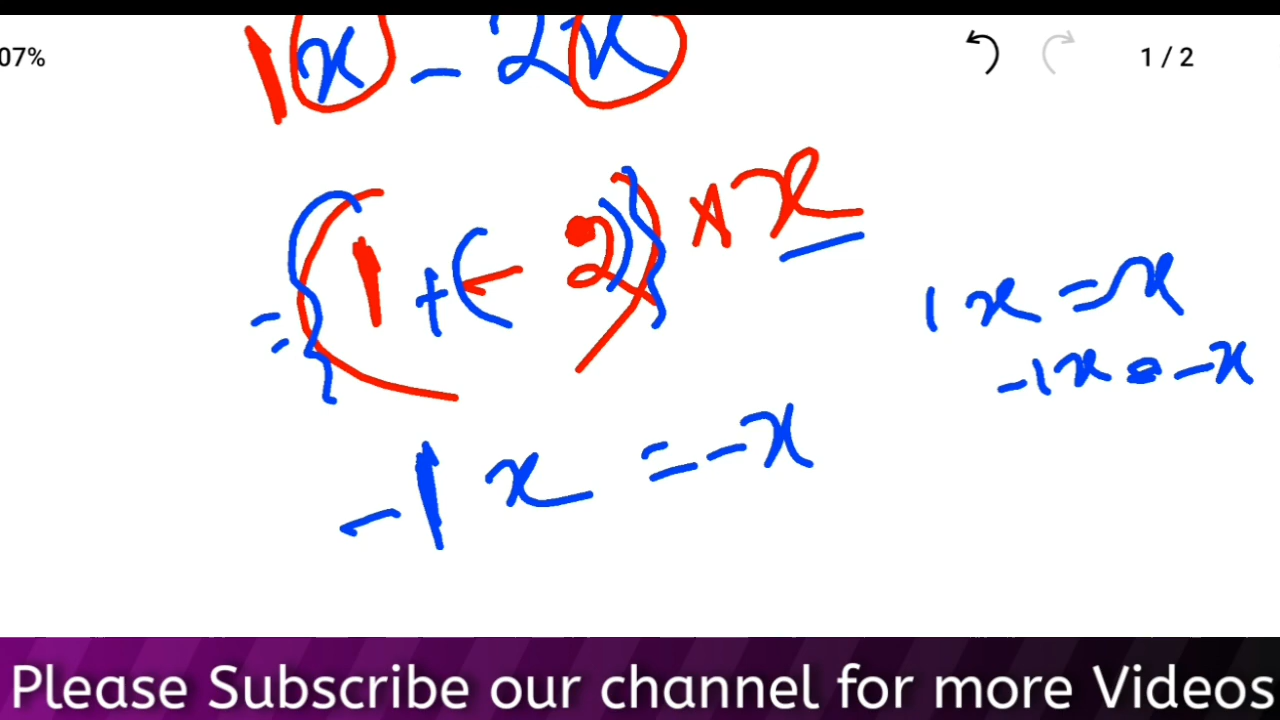 07%
1 / 2
1x - 2x
= {(1 + (- 2))} × x
1x = x
-1x = -x
-1x = -x
Please Subscribe our channel for more Videos